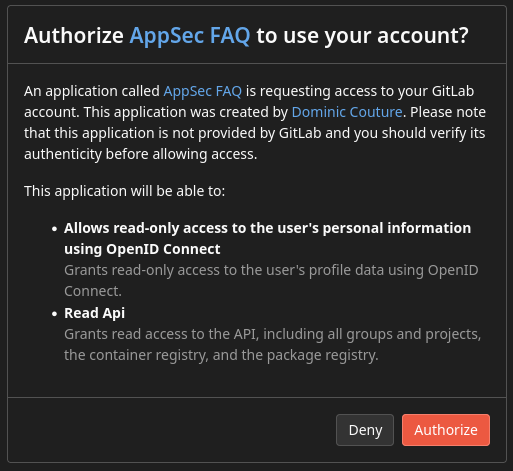 Authorize AppSec FAQ to use your account?
An application called AppSec FAQ is requesting access to your GitLab
account. This application was created by Dominic Couture. Please note
that this application is not provided by GitLab and you should verify its
authenticity before allowing access.
This application will be able to:
• Allows read-only access to the user's personal information
using OpenID Connect
Grants read-only access to the user's profile data using OpenID
Connect.
• Read Api
Grants read access to the API, including all groups and projects,
the container registry, and the package registry.
Deny Authorize